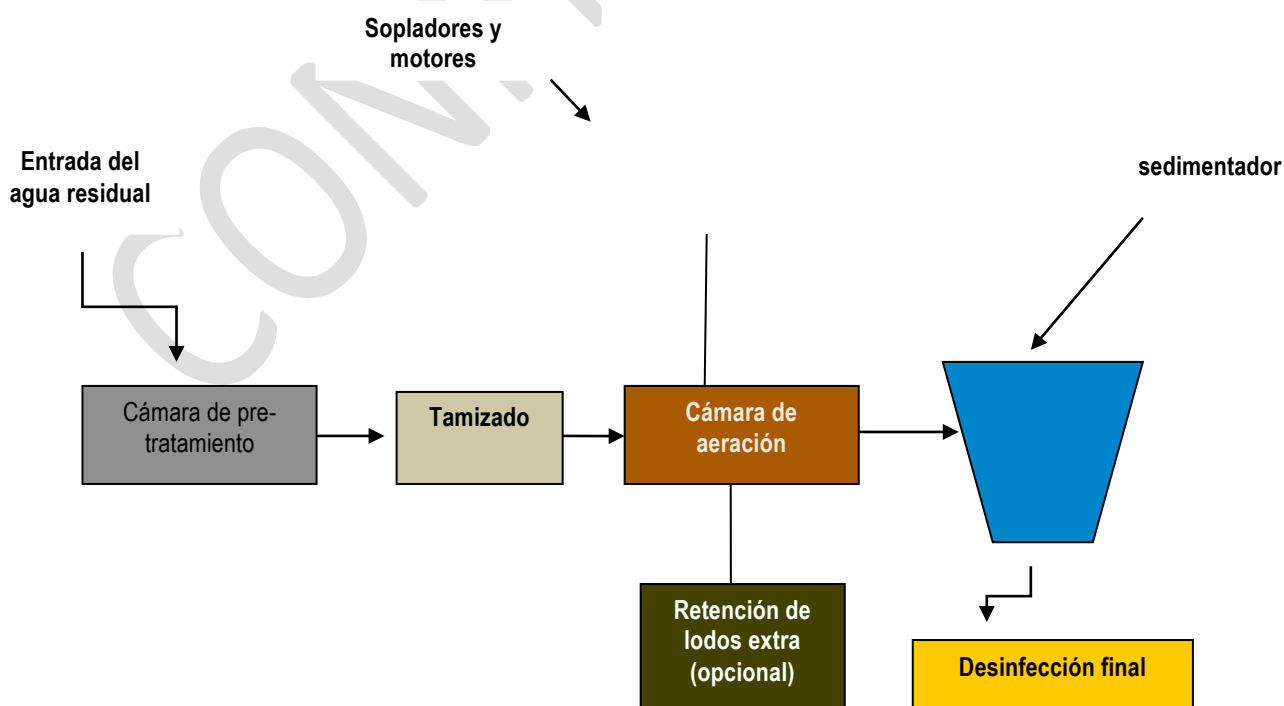 Sopladores y
motores
Entrada del
agua residual
sedimentador
Cámara de pre-
tratamiento
Tamizado
Cámara de
aeración
Retención de
lodos extra
(opcional)
Desinfección final